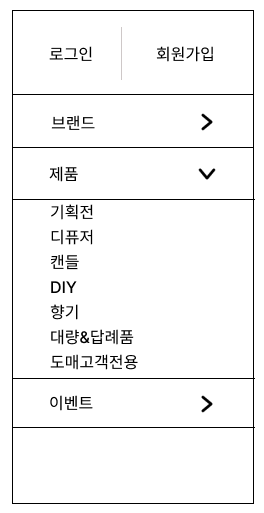 로그인 회원가입
브랜드
제품
기획전
디퓨저
캔들
DIY
향기
대량&답례품
도매고객전용
이벤트